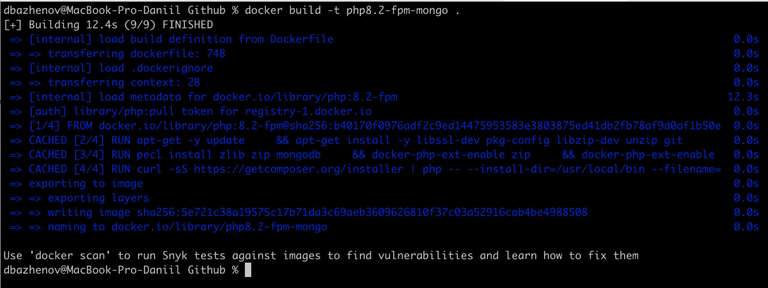 dbazhenov@MacBook-Pro-Daniil Github % docker build -t php8.2-fpm-mongo .
[+] Building 12.4s (9/9) FINISHED
=> [internal] load build definition from Dockerfile 0.0s
=> => transferring dockerfile: 74B 0.0s
=> [internal] load .dockerignore 0.0s
=> => transferring context: 2B 0.0s
=> [internal] load metadata for docker.io/library/php:8.2-fpm 12.3s
=> [auth] library/php:pull token for registry-1.docker.io 0.0s
=> [1/4] FROM docker.io/library/php:8.2-fpm@sha256:b40170f0976adf2c9ed14475953583e3803875ed41db2fb78af9d0af1b50e 0.0s
=> CACHED [2/4] RUN apt-get -y update && apt-get install -y libssl-dev pkg-config libzip-dev unzip git 0.0s
=> CACHED [3/4] RUN pecl install zlib zip mongodb && docker-php-ext-enable zip && docker-php-ext-enable 0.0s
=> CACHED [4/4] RUN curl -sS https://getcomposer.org/installer | php -- --install-dir=/usr/local/bin --filename= 0.0s
=> exporting to image 0.0s
=> => exporting layers 0.0s
=> => writing image sha256:5e721c38a19575c17b71da3c69aeb3609626810f37c03a52916cab4be4988508 0.0s
=> => naming to docker.io/library/php8.2-fpm-mongo 0.0s
Use 'docker scan' to run Snyk tests against images to find vulnerabilities and learn how to fix them
dbazhenov@MacBook-Pro-Daniil Github %